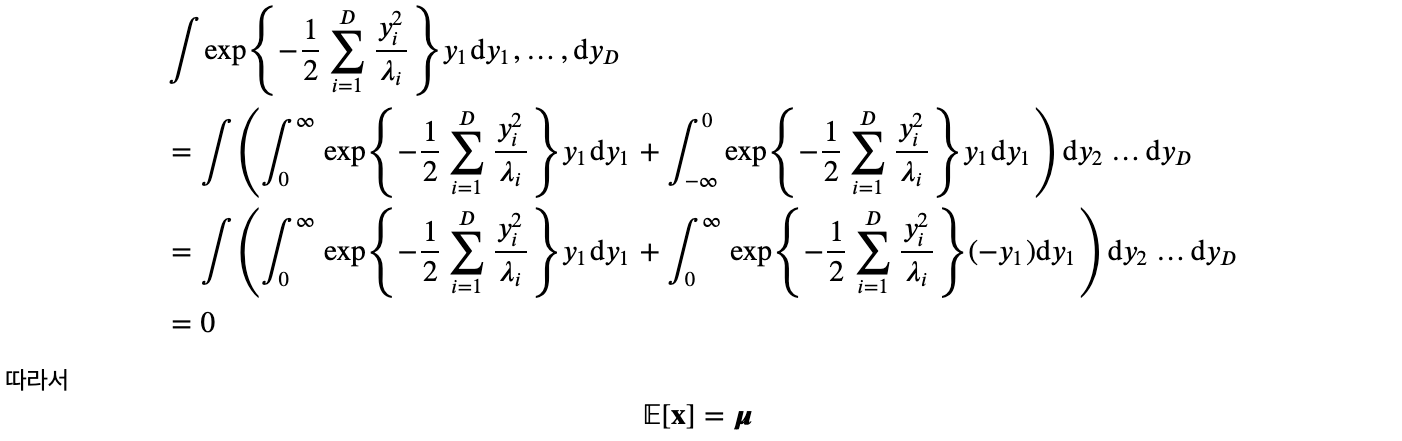 ∫ exp{ −1/2 ∑_{i=1}^{D} y_i^2/λ_i } y_1 dy_1, … , dy_D
= ∫ ( ∫_0^∞ exp{ −1/2 ∑_{i=1}^{D} y_i^2/λ_i } y_1 dy_1 + ∫_{−∞}^0 exp{ −1/2 ∑_{i=1}^{D} y_i^2/λ_i } y_1 dy_1 ) dy_2 … dy_D
= ∫ ( ∫_0^∞ exp{ −1/2 ∑_{i=1}^{D} y_i^2/λ_i } y_1 dy_1 + ∫_0^∞ exp{ −1/2 ∑_{i=1}^{D} y_i^2/λ_i } (−y_1)dy_1 ) dy_2 … dy_D
= 0
따라서
𝔼[𝐱] = 𝝁